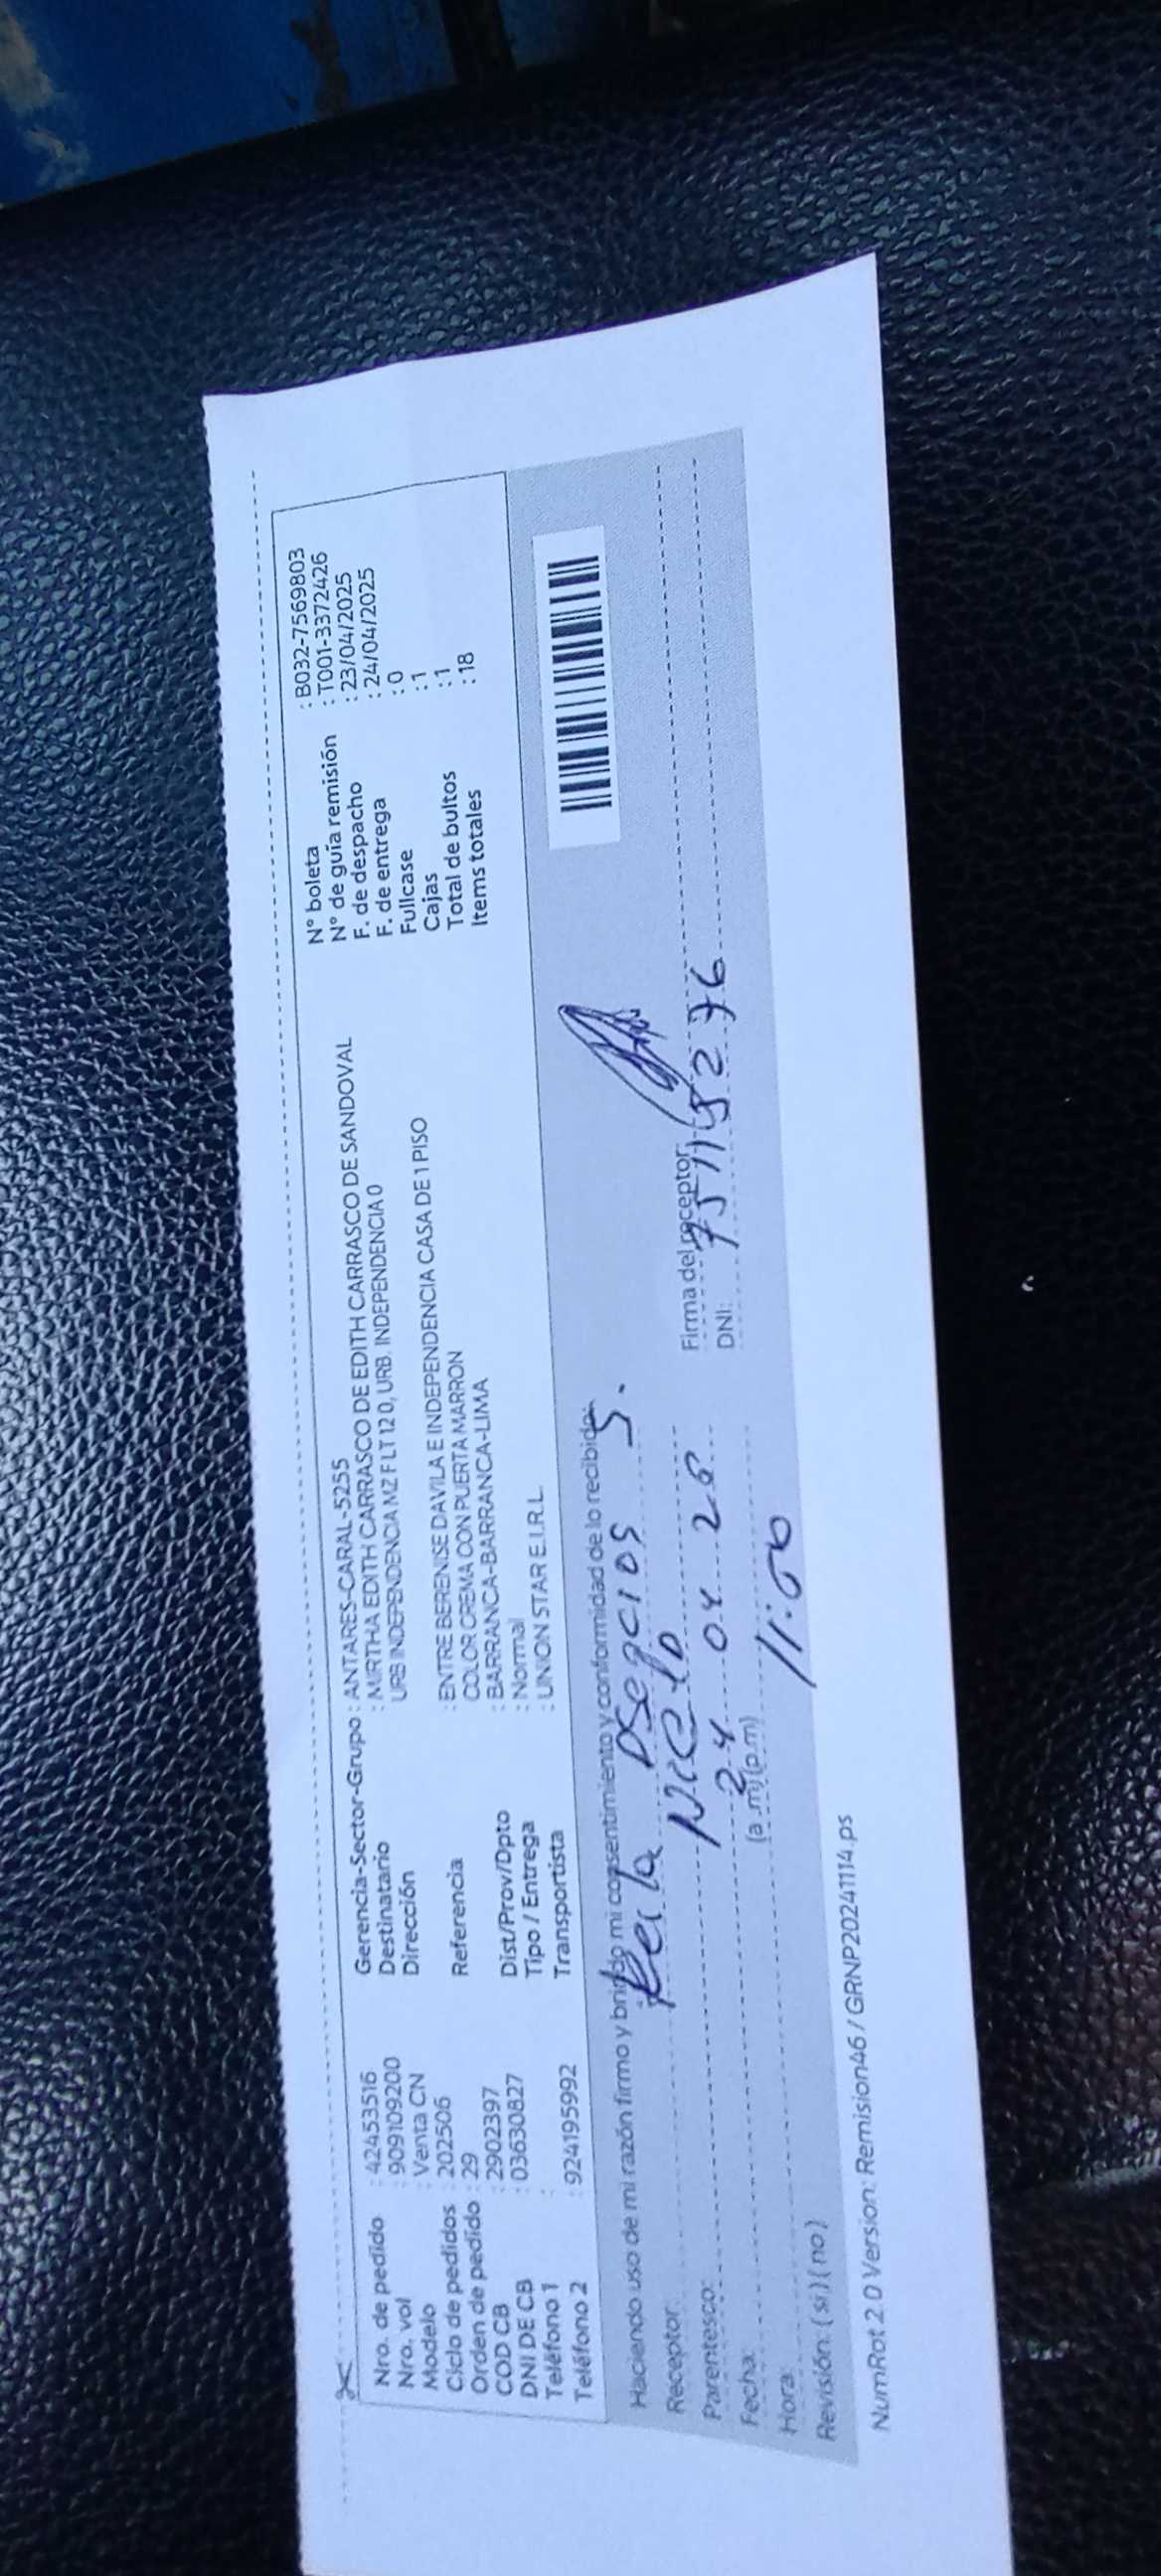 Nro. de pedido : 42453516
Nro. vol : 909109200
Modelo : Venta CN
Ciclo de pedidos : 202506
Orden de pedido : 29
COD CB : 2902397
DNI DE CB : 03630827
Teléfono 1 :
Teléfono 2 : 924195992
Gerencia-Sector-Grupo : ANTARES-CARAL-5255
Destinatario : MIRTHA EDITH CARRASCO DE EDITH CARRASCO DE SANDOVAL
Dirección : URB INDEPENDENCIA MZ F LT 12 0, URB. INDEPENDENCIA 0
Referencia : ENTRE BERENISE DAVILA E INDEPENDENCIA CASA DE 1 PISO
COLOR CREMA CON PUERTA MARRON
Dist/Prov/Dpto : BARRANCA-BARRANCA-LIMA
Tipo / Entrega : Normal
Transportista : UNION STAR E.I.R.L.
N° boleta : B032-7569803
N° de guía remisión : T001-3372426
F. de despacho : 23/04/2025
F. de entrega : 24/04/2025
Fullcase : 0
Cajas : 1
Total de bultos : 1
Items totales : 18
Haciendo uso de mi razón firmo y brindo mi consentimiento y conformidad de lo recibido:
Receptor: S.
Parentesco:
Fecha: 24 04
Hora: (a.m) (p.m) 11:00
Revisión: ( si ) ( no )
Firma del receptor:
DNI:
NumRot 2.0 Version: Remision46 / GRNP20241114.ps